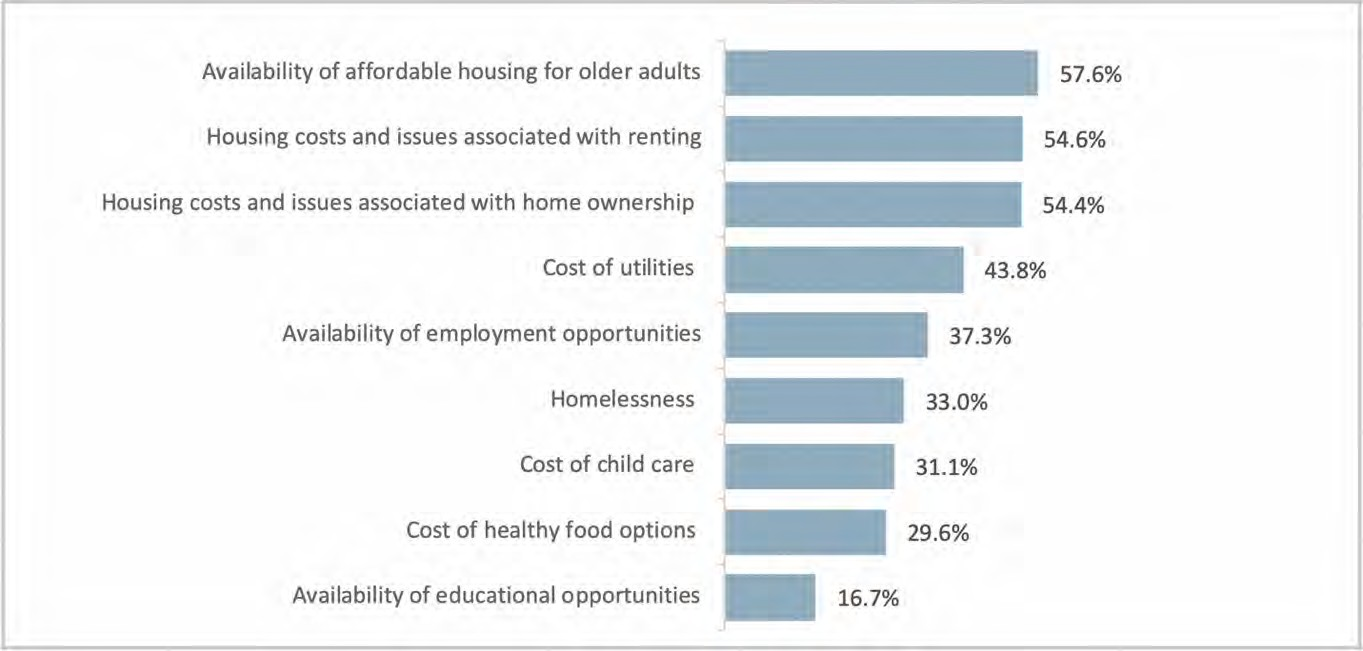 Availability of affordable housing for older adults 57.6%
Housing costs and issues associated with renting 54.6%
Housing costs and issues associated with home ownership 54.4%
Cost of utilities 43.8%
Availability of employment opportunities 37.3%
Homelessness 33.0%
Cost of child care 31.1%
Cost of healthy food options 29.6%
Availability of educational opportunities 16.7%